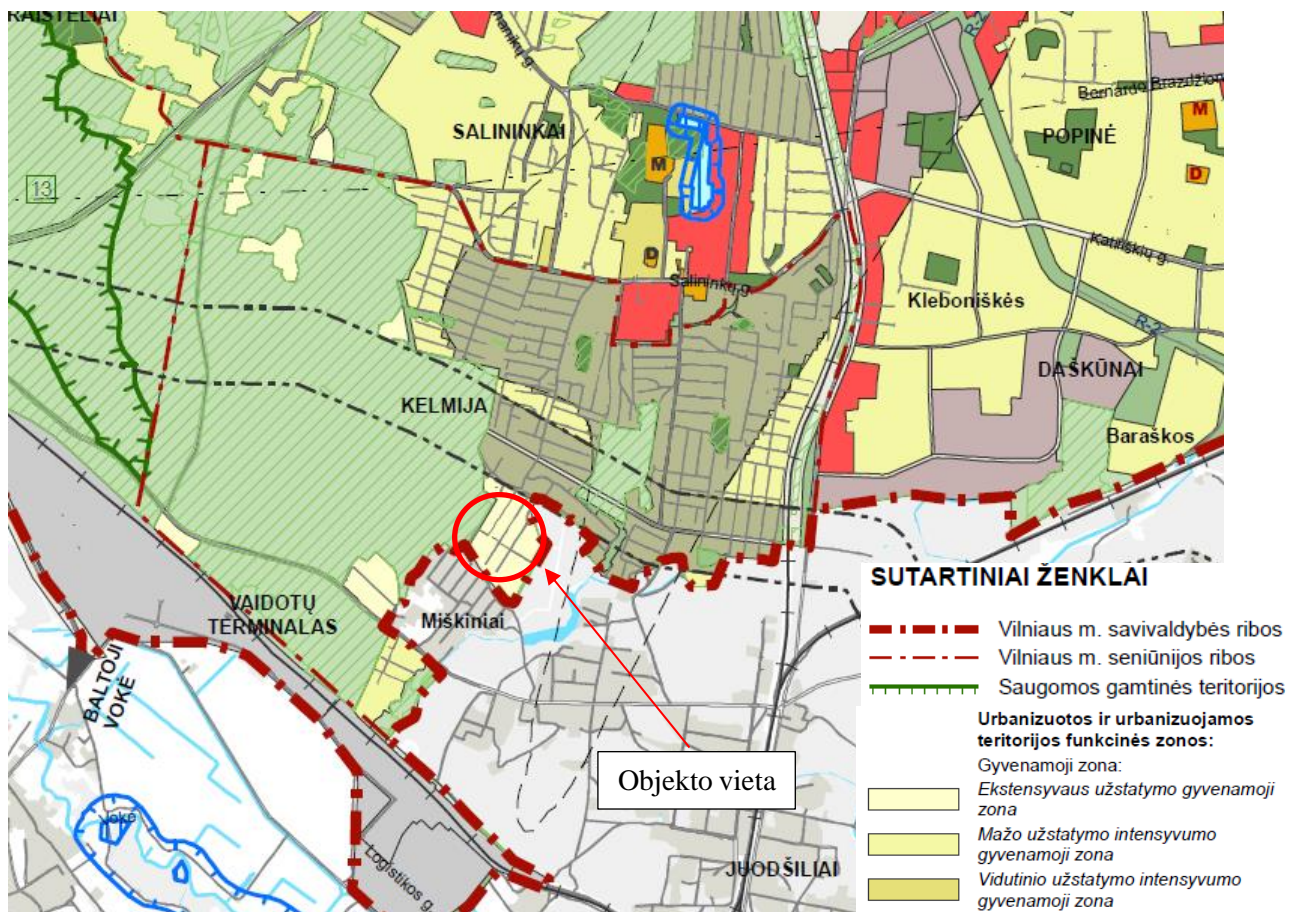 RAISTELIAI
R-2
Bernardo Brazdžion
M
SALININKAI
POPINĖ
M
D
13
Katiliškių g.
D
Salininkų g.
Kleboniškės
R-2
DAŠKŪNAI
KELMIJA
Baraškos
SUTARTINIAI ŽENKLAI
Vilniaus m. savivaldybės ribos
Vilniaus m. seniūnijos ribos
Saugomos gamtinės teritorijos
Urbanizuotos ir urbanizuojamos
teritorijos funkcinės zonos:
Gyvenamoji zona:
Ekstensyvaus užstatymo gyvenamoji
zona
Mažo užstatymo intensyvumo
gyvenamoji zona
Vidutinio užstatymo intensyvumo
gyvenamoji zona
VAIDOTŲ
TERMINALAS
Miškiniai
BALTOJI
VOKĖ
Objekto vieta
Vokė
Logistikos g.
JUODŠILIAI